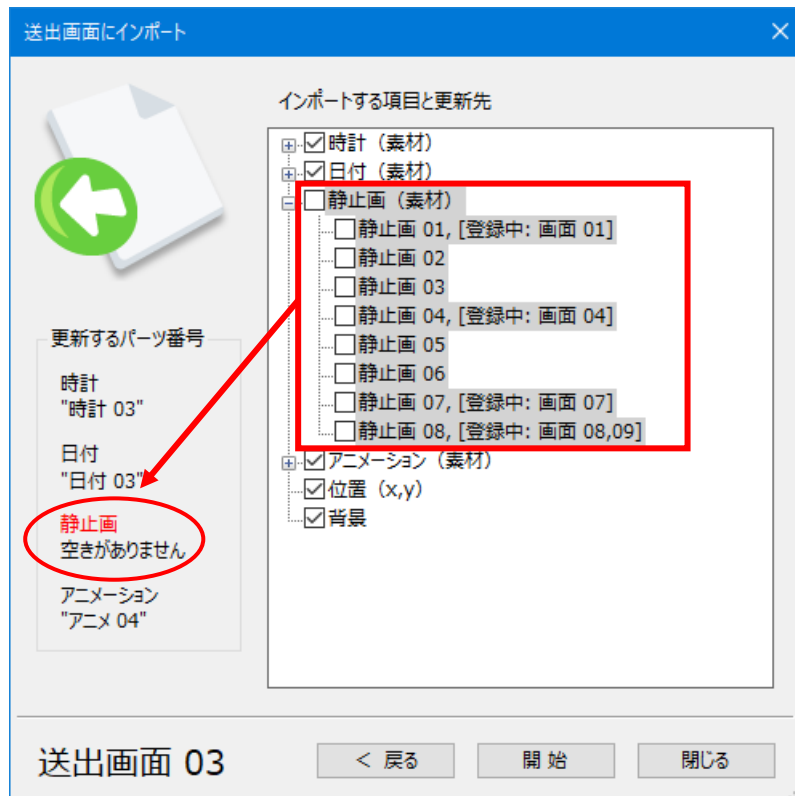 送出画面にインポート
インポートする項目と更新先
時計（素材）
日付（素材）
静止画（素材）
静止画 01, [登録中: 画面 01]
静止画 02
静止画 03
静止画 04, [登録中: 画面 04]
静止画 05
静止画 06
静止画 07, [登録中: 画面 07]
静止画 08, [登録中: 画面 08,09]
アニメーション（素材）
位置（x,y）
背景
更新するパーツ番号
時計
"時計 03"
日付
"日付 03"
静止画
空きがありません
アニメーション
"アニメ 04"
送出画面 03
< 戻る
開 始
閉じる